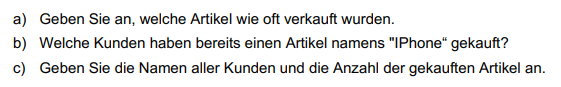 a) Geben Sie an, welche Artikel wie oft verkauft wurden.
b) Welche Kunden haben bereits einen Artikel namens "IPhone“ gekauft?
c) Geben Sie die Namen aller Kunden und die Anzahl der gekauften Artikel an.